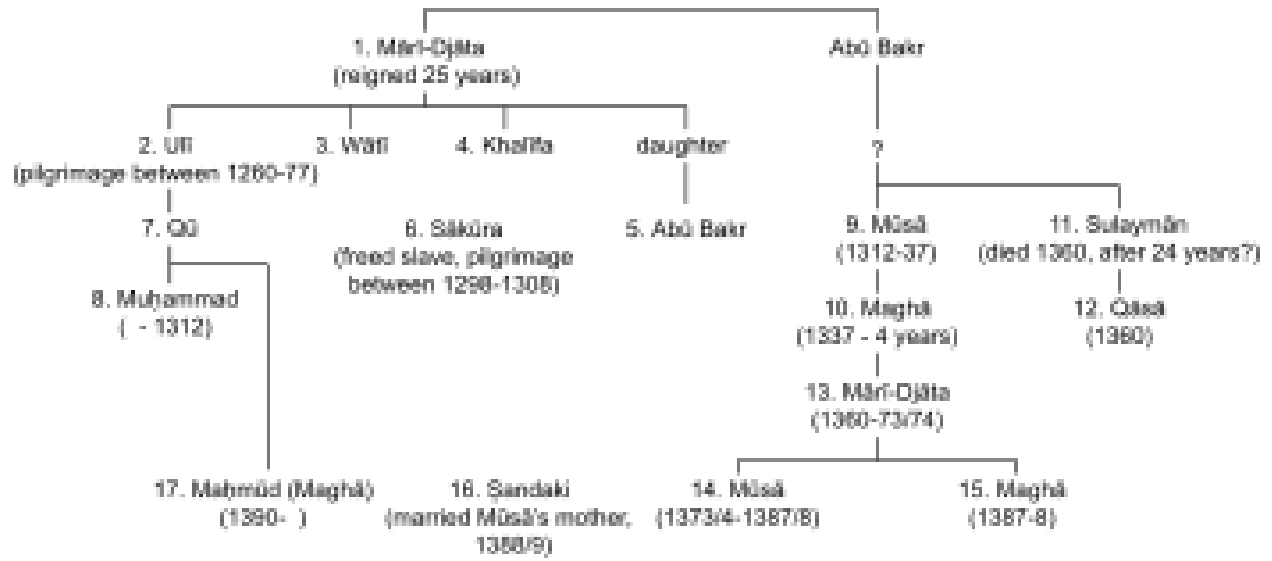 1. Mārī-Djāta
(reigned 25 years)
Abū Bakr
2. Ulī
(pilgrimage between 1260-77)
3. Wātī
4. Khalīfa
daughter
?
7. Qū
6. Sākūra
(freed slave, pilgrimage
between 1298-1308)
5. Abū Bakr
9. Mūsā
(1312-37)
11. Sulaymān
(died 1360, after 24 years?)
8. Muḥammad
( - 1312)
10. Maghā
(1337 - 4 years)
12. Qāsā
(1360)
13. Mārī-Djāta
(1360-73/74)
17. Maḥmūd (Maghā)
(1390- )
16. Ṣandaki
(married Mūsā's mother,
1388/9)
14. Mūsā
(1373/4-1387/8)
15. Maghā
(1387-8)